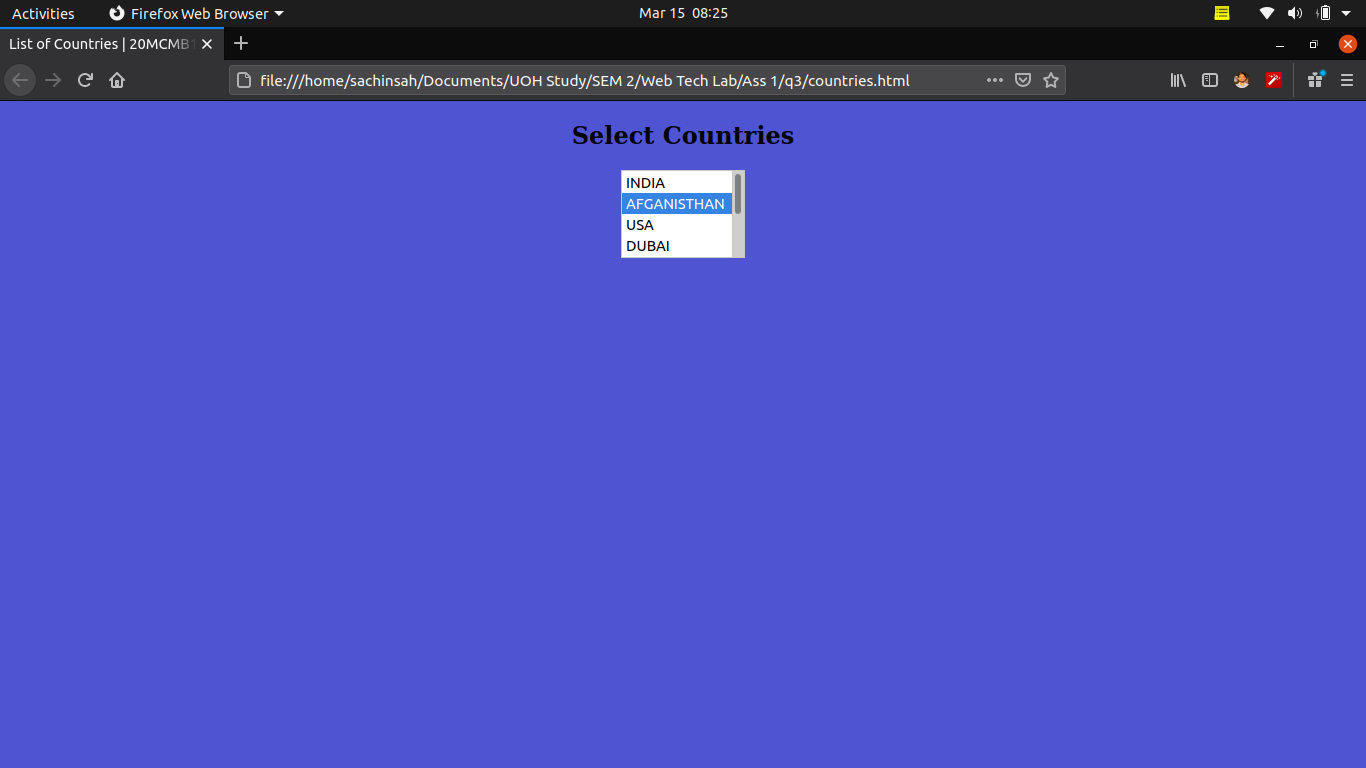 Activities Firefox Web Browser Mar 15 08:25
List of Countries | 20MCMB1
file:///home/sachinsah/Documents/UOH Study/SEM 2/Web Tech Lab/Ass 1/q3/countries.html
Select Countries
INDIA
AFGANISTHAN
USA
DUBAI